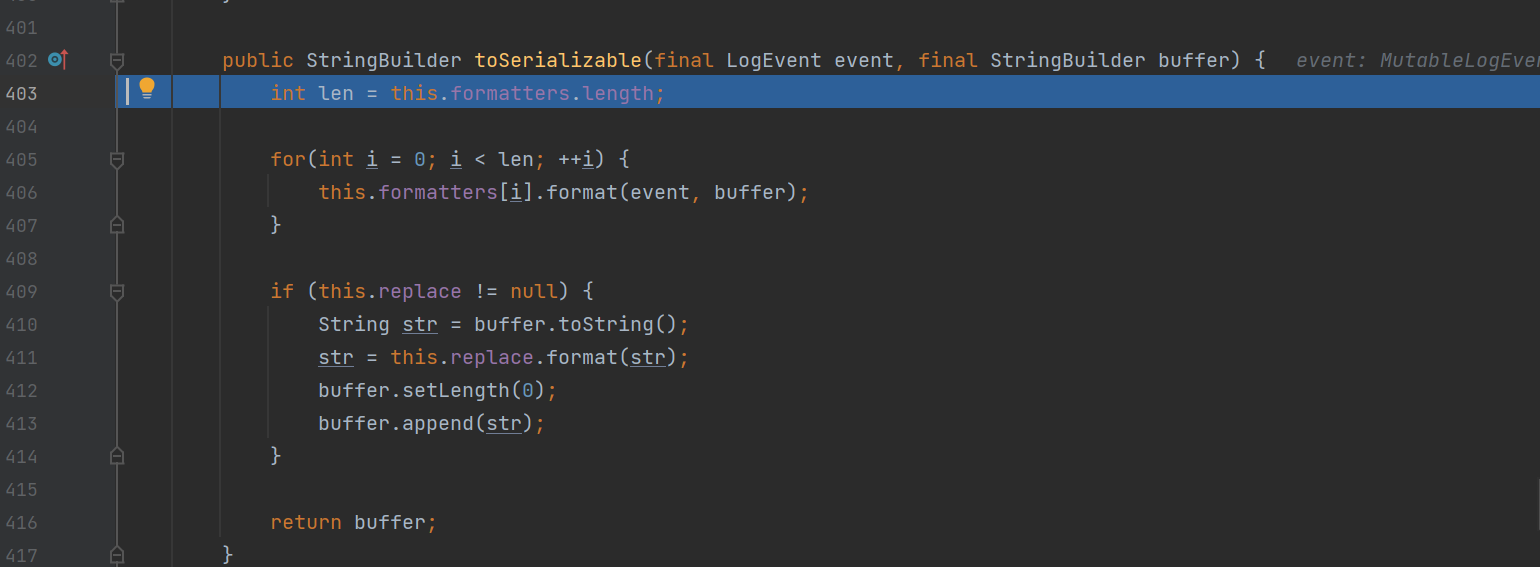 401
402 public StringBuilder toSerializable(final LogEvent event, final StringBuilder buffer) { event: MutableLogEve
403 int len = this.formatters.length;
404
405 for(int i = 0; i < len; ++i) {
406 this.formatters[i].format(event, buffer);
407 }
408
409 if (this.replace != null) {
410 String str = buffer.toString();
411 str = this.replace.format(str);
412 buffer.setLength(0);
413 buffer.append(str);
414 }
415
416 return buffer;
417 }